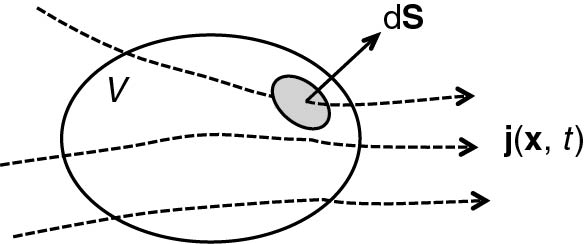 dS
V
j(x, t)